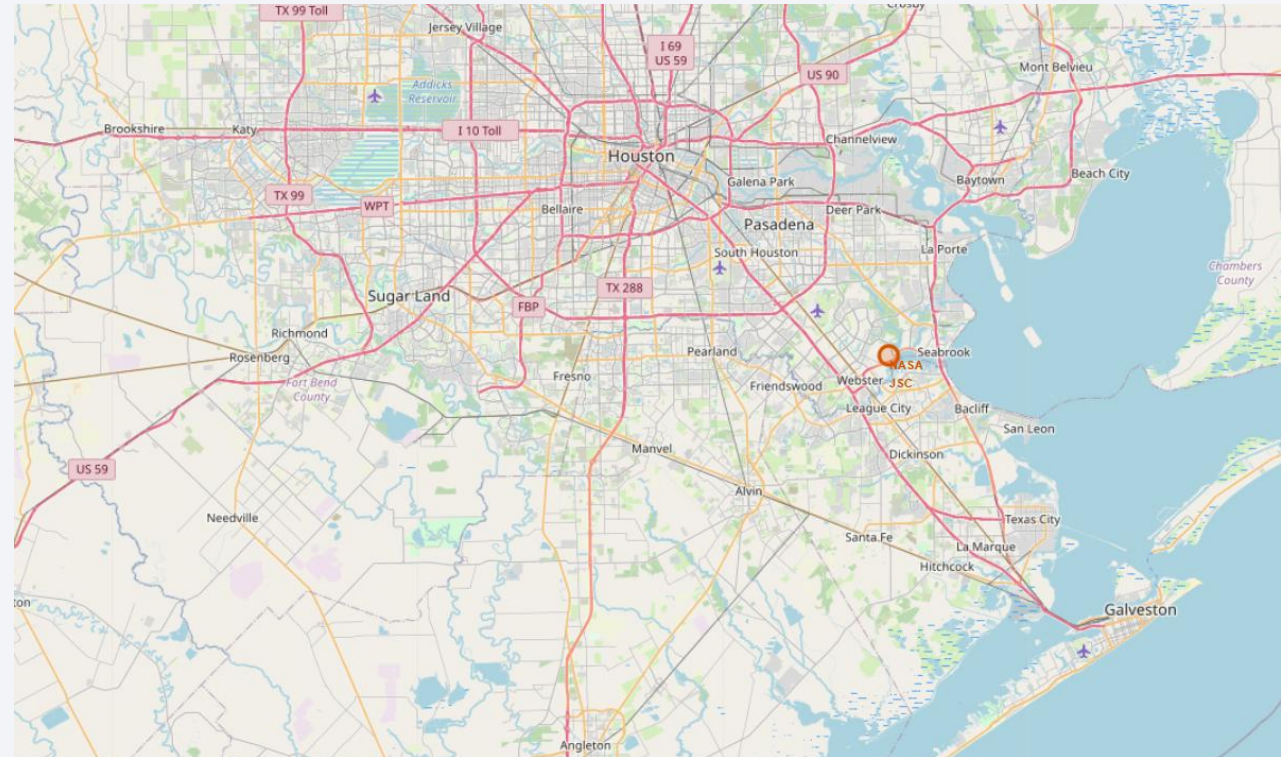 TX 99 Toll
Crosby
Jersey Village
I 69
US 59
US 90
Mont Belvieu
Addicks
Reservoir
Brookshire
Katy
I 10 Toll
Channelview
Houston
Galena Park
Baytown
Beach City
TX 99
WPT
Bellaire
Deer Park
Pasadena
La Porte
South Houston
Chambers
County
TX 288
Sugar Land
FBP
Richmond
Rosenberg
Pearland
Seabrook
NASA
JSC
Fort Bend
County
Fresno
Friendswood
Webster
League City
Bacliff
San Leon
Manvel
Dickinson
US 59
Alvin
Needville
Texas City
Santa Fe
La Marque
Hitchcock
ton
Galveston
Angleton